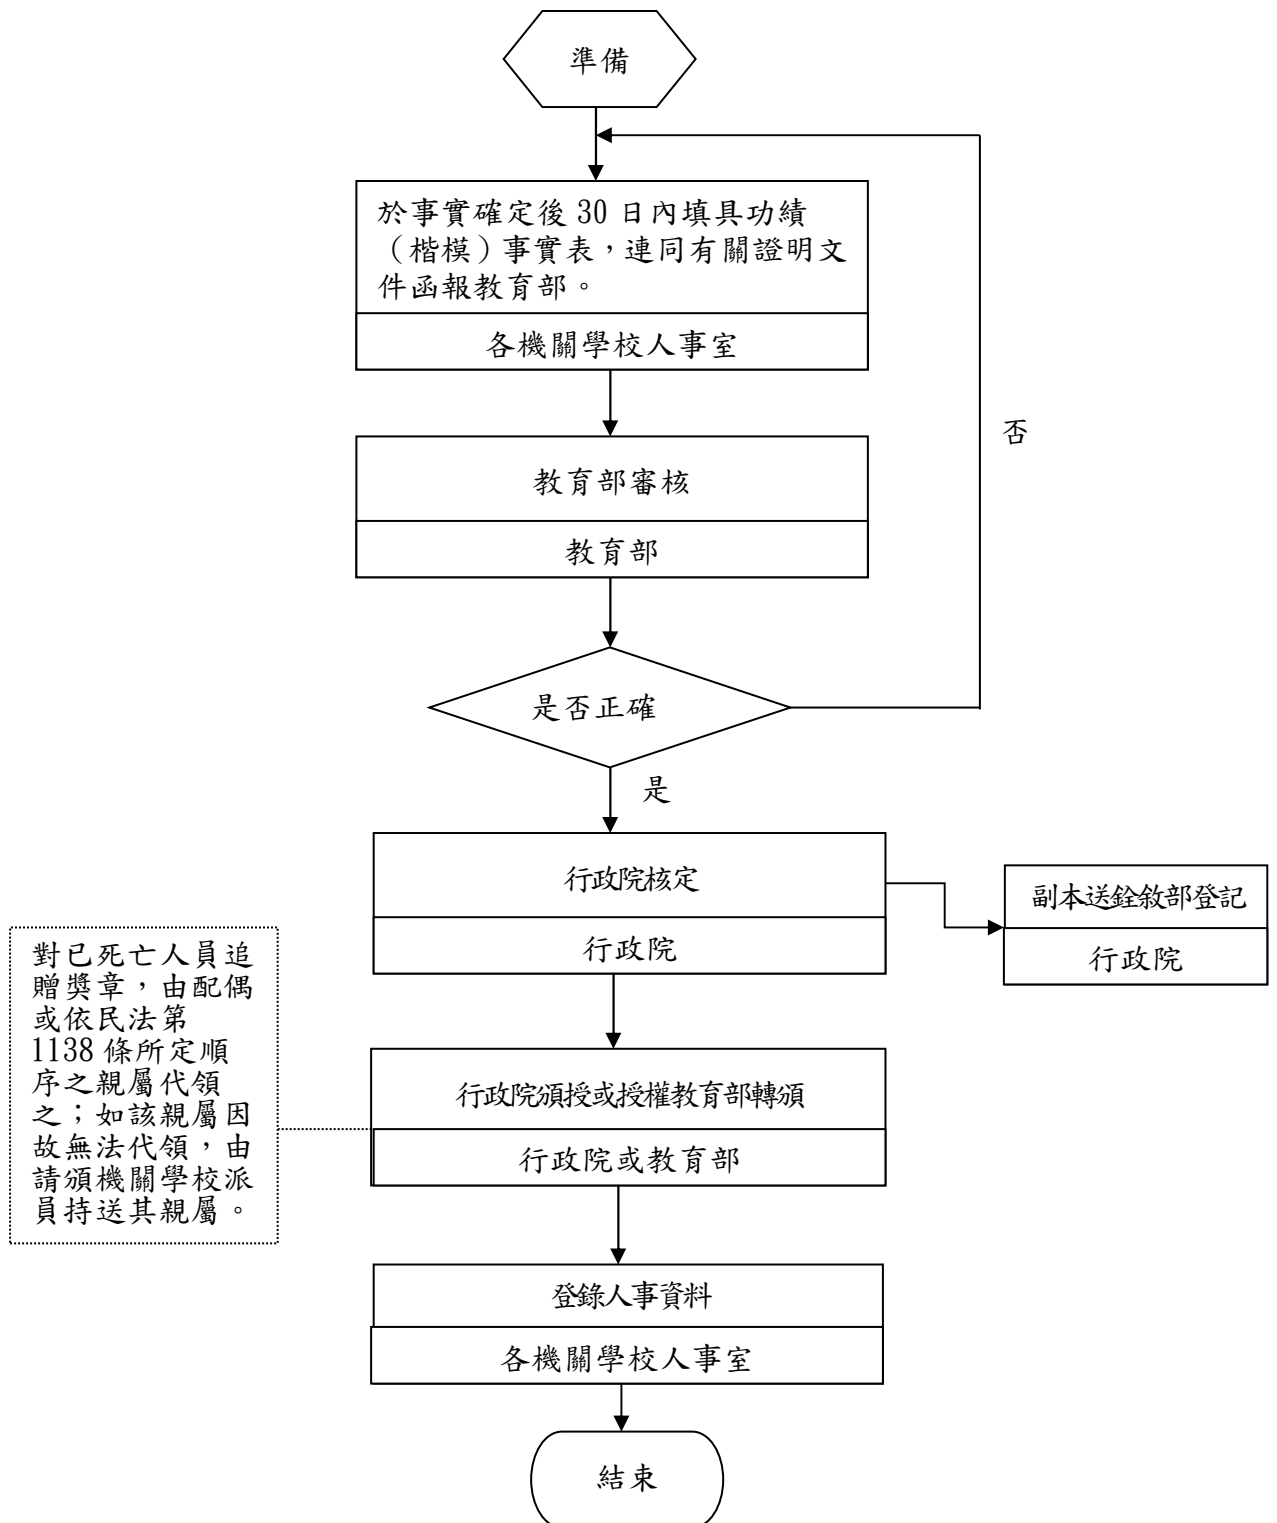 準備
於事實確定後 30 日內填具功績
（楷模）事實表，連同有關證明文
件函報教育部。
各機關學校人事室
否
教育部審核
教育部
是否正確
是
行政院核定
行政院
副本送銓敘部登記
行政院
對已死亡人員追
贈獎章，由配偶
或依民法第
1138 條所定順
序之親屬代領
之；如該親屬因
故無法代領，由
請頒機關學校派
員持送其親屬。
行政院頒授或授權教育部轉頒
行政院或教育部
登錄人事資料
各機關學校人事室
結束